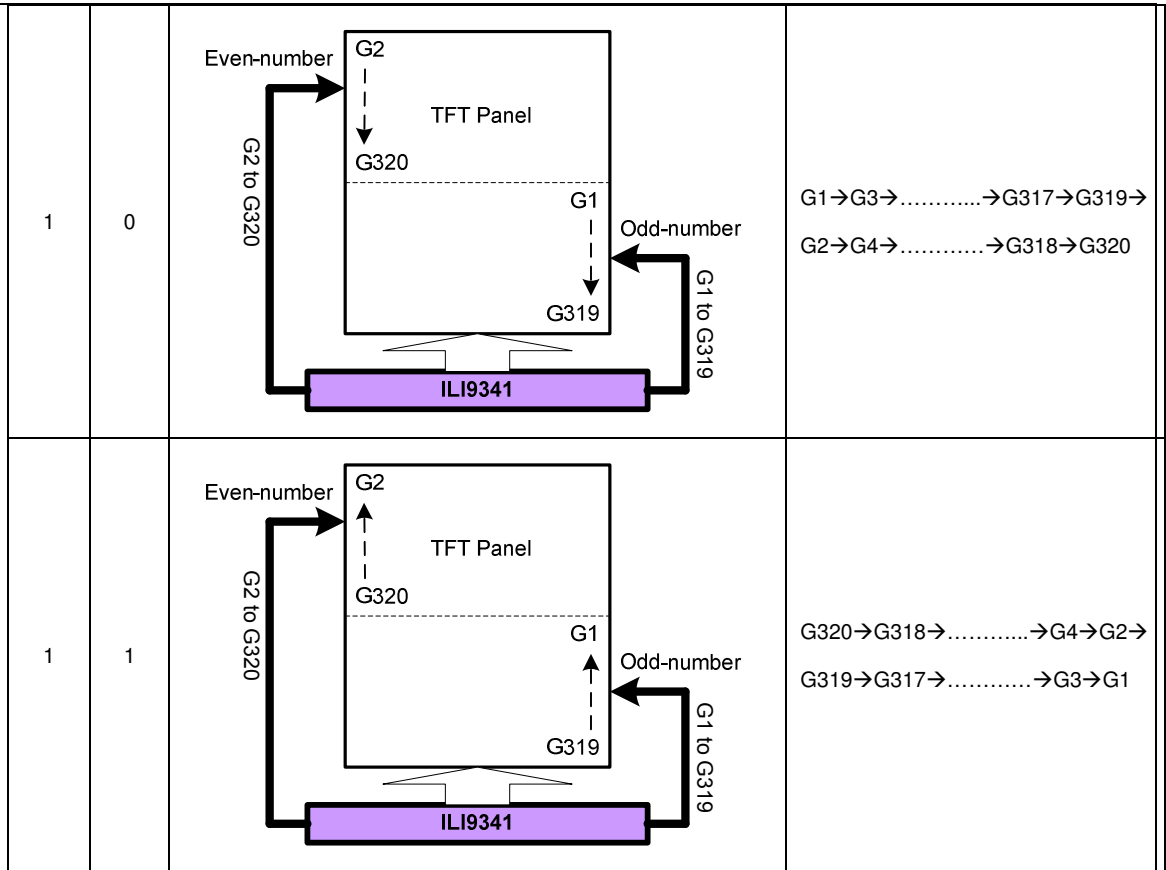 1
0
Even-number
G2
TFT Panel
G320
G2 to G320
G1
Odd-number
G319
G1 to G319
ILI9341
G1→G3→………...→G317→G319→
G2→G4→…………→G318→G320
1
1
Even-number
G2
TFT Panel
G320
G2 to G320
G1
Odd-number
G319
G1 to G319
ILI9341
G320→G318→………...→G4→G2→
G319→G317→…………→G3→G1